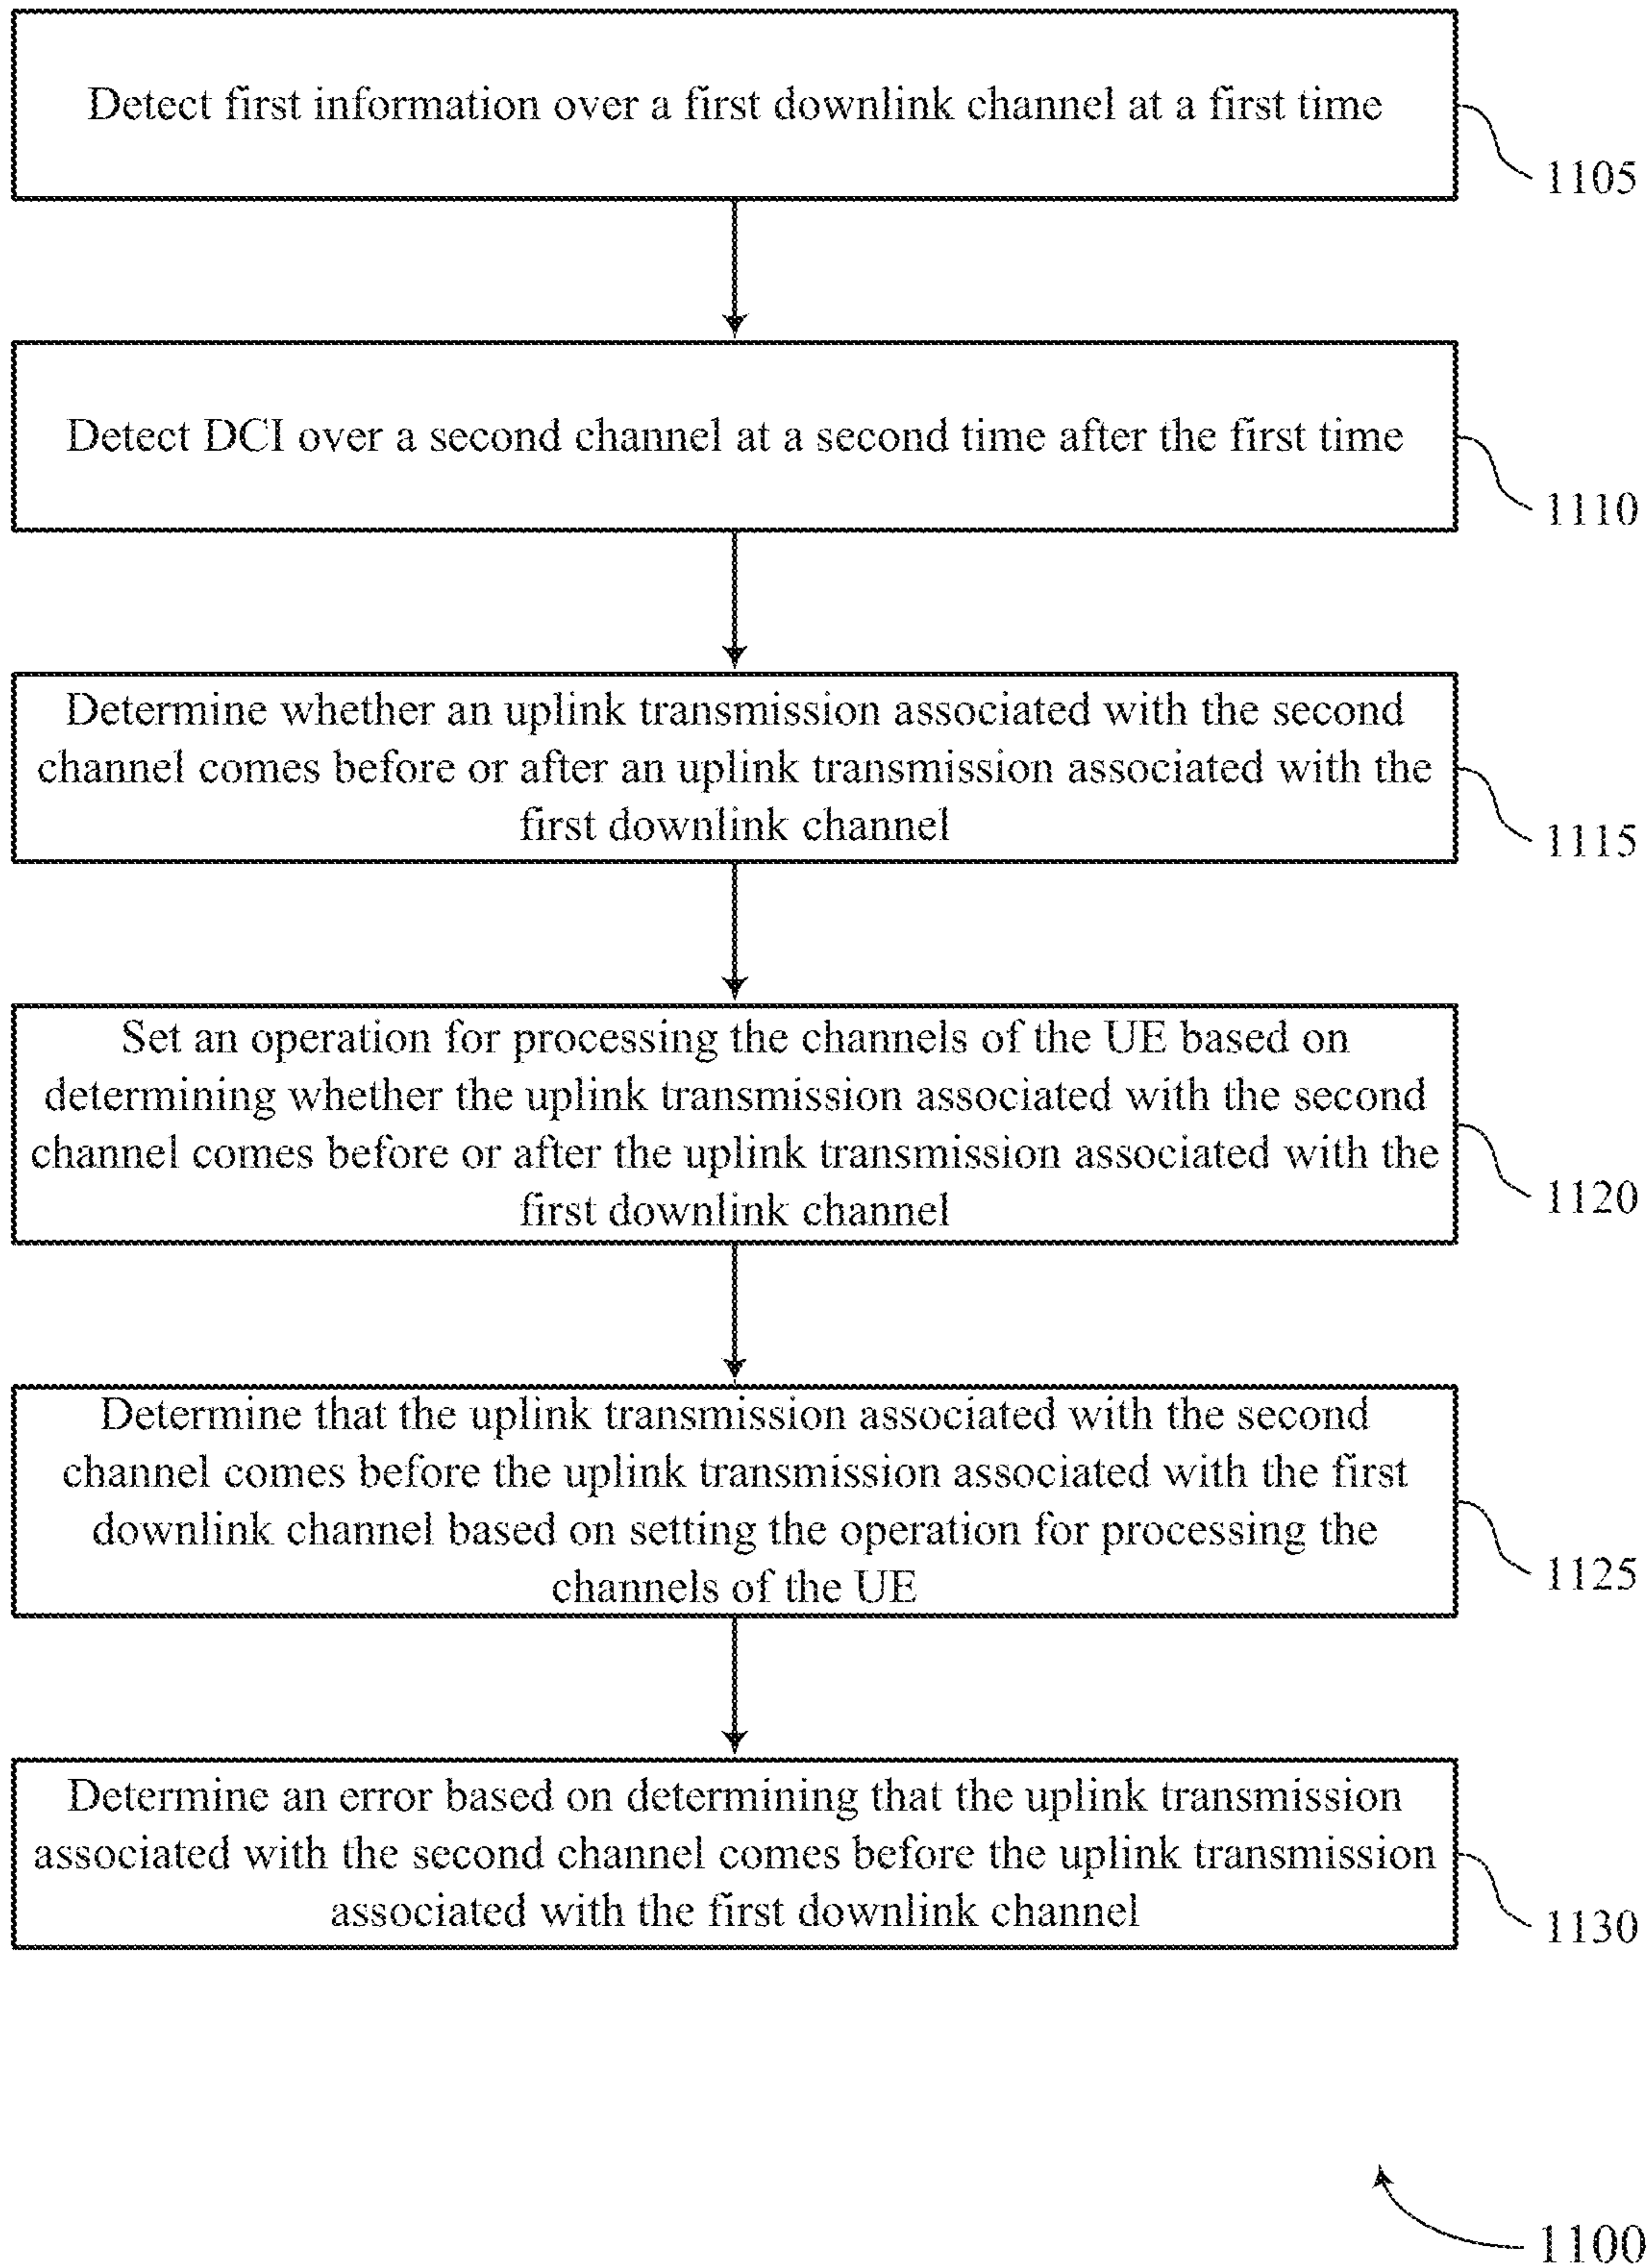 Detect first information over a first downlink channel at a first time
1105
Detect DCI over a second channel at a second time after the first time
1110
Determine whether an uplink transmission associated with the second
channel comes before or after an uplink transmission associated with the
first downlink channel
1115
Set an operation for processing the channels of the UE based on
determining whether the uplink transmission associated with the second
channel comes before or after the uplink transmission associated with the
first downlink channel
1120
Determine that the uplink transmission associated with the second
channel comes before the uplink transmission associated with the first
downlink channel based on setting the operation for processing the
channels of the UE
1125
Determine an error based on determining that the uplink transmission
associated with the second channel comes before the uplink transmission
associated with the first downlink channel
1130
1100